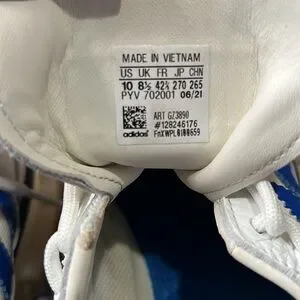 MADE IN VIETNAM
US UK FR JP CHN
10 8½ 42⅔ 270 265
PYV 702001 06/21
ART GZ3890
#128246176
adidas